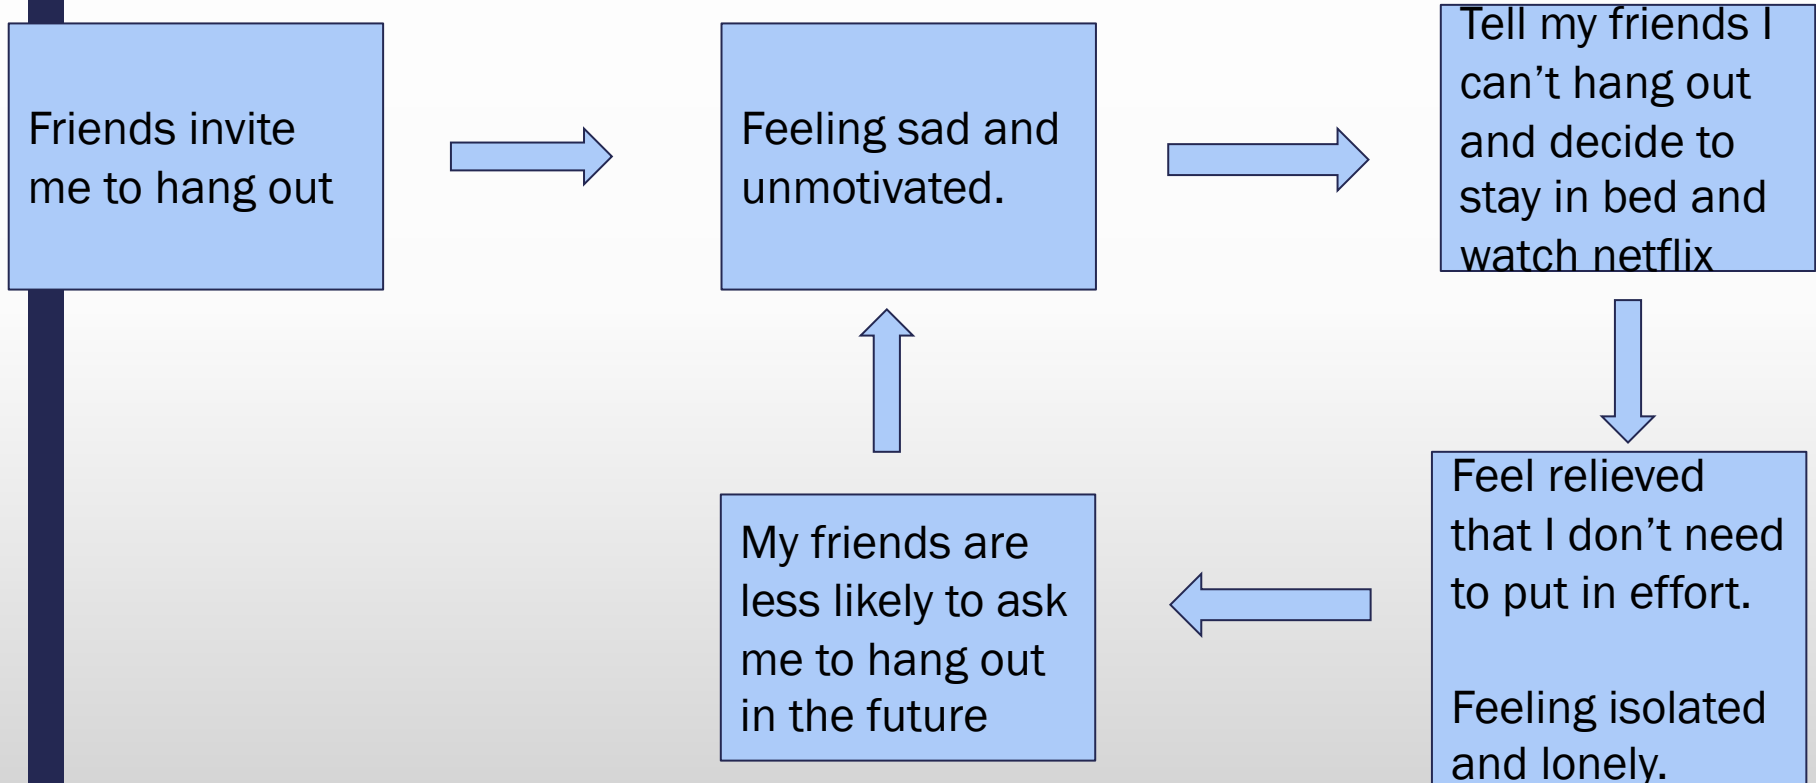 Friends invite
me to hang out
Feeling sad and
unmotivated.
Tell my friends I
can’t hang out
and decide to
stay in bed and
watch netflix
Feel relieved
that I don’t need
to put in effort.
Feeling isolated
and lonely.
My friends are
less likely to ask
me to hang out
in the future